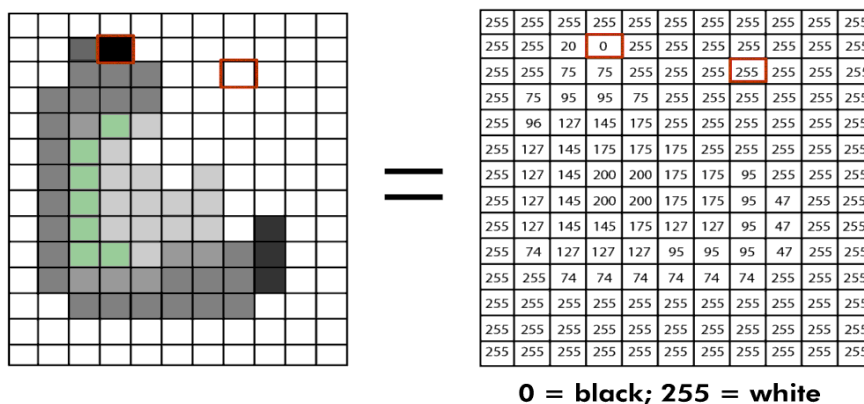 255 255 255 255 255 255 255 255 255 255 255
255 255 20 0 255 255 255 255 255 255 255
255 255 75 75 255 255 255 255 255 255 255
255 75 95 95 75 255 255 255 255 255 255
255 96 127 145 175 255 255 255 255 255 255
255 127 145 175 175 175 255 255 255 255 255
255 127 145 200 200 175 175 95 255 255 255
255 127 145 200 200 175 175 95 47 255 255
255 127 145 145 175 127 127 95 47 255 255
255 74 127 127 127 95 95 95 47 255 255
255 255 74 74 74 74 74 74 255 255 255
255 255 255 255 255 255 255 255 255 255 255
255 255 255 255 255 255 255 255 255 255 255
255 255 255 255 255 255 255 255 255 255 255
=
0 = black; 255 = white